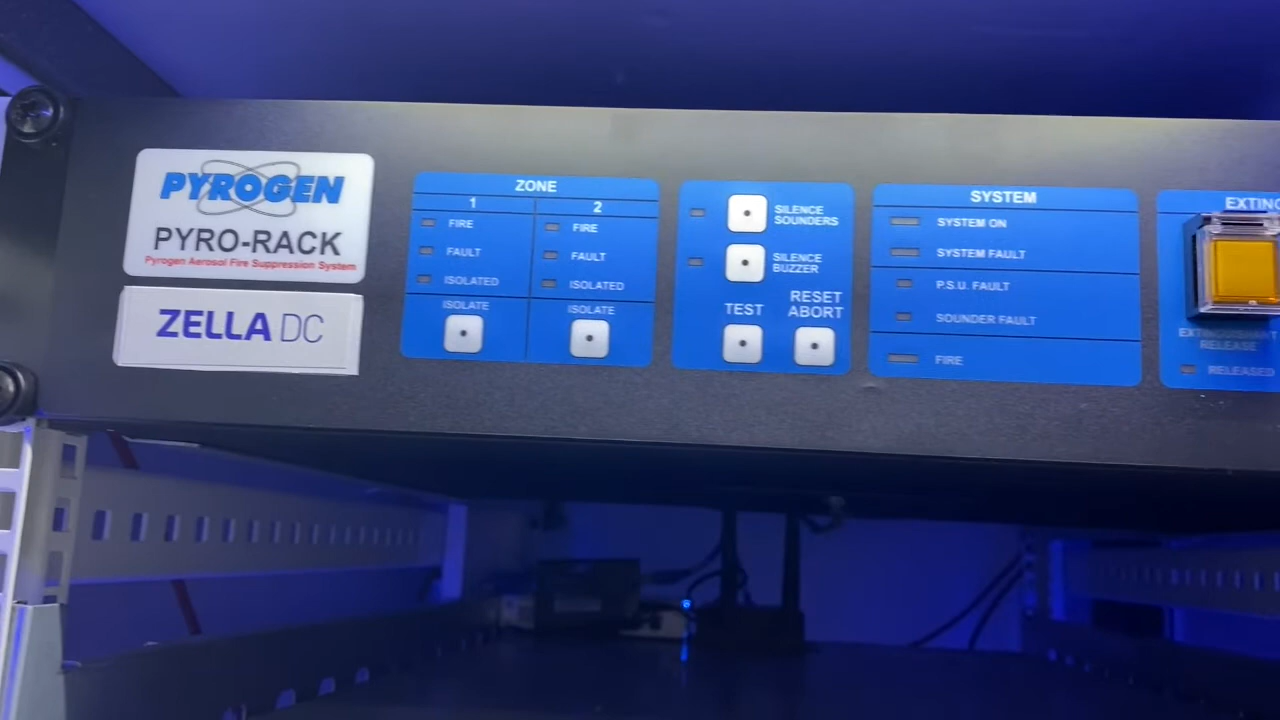 PYROGEN
PYRO-RACK
Pyrogen Aerosol Fire Suppression System
ZELLA DC
ZONE
1
2
FIRE
FIRE
FAULT
FAULT
ISOLATED
ISOLATED
ISOLATE
ISOLATE
SILENCE
SOUNDERS
SILENCE
BUZZER
TEST
RESET
ABORT
SYSTEM
SYSTEM ON
SYSTEM FAULT
P.S.U. FAULT
SOUNDER FAULT
FIRE
EXTING
EXTINGUISHANT
RELEASE
RELEASED